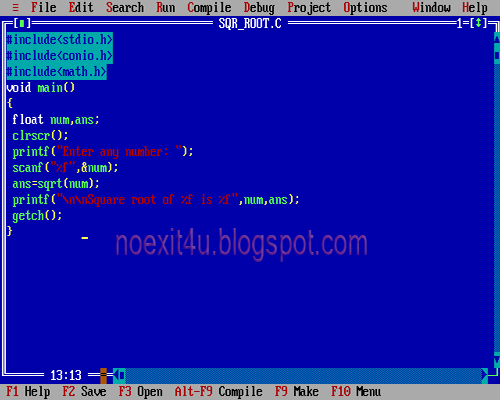 ≡ File Edit Search Run Compile Debug Project Options Window Help
SQR_ROOT.C 1=[↕]
#include<stdio.h>
#include<conio.h>
#include<math.h>
void main()
{
float num,ans;
clrscr();
printf("Enter any number: ");
scanf("%f",&num);
ans=sqrt(num);
printf("\n\nSquare root of %f is %f",num,ans);
getch();
}
noexit4u.blogspot.com
13:13
F1 Help F2 Save F3 Open Alt-F9 Compile F9 Make F10 Menu